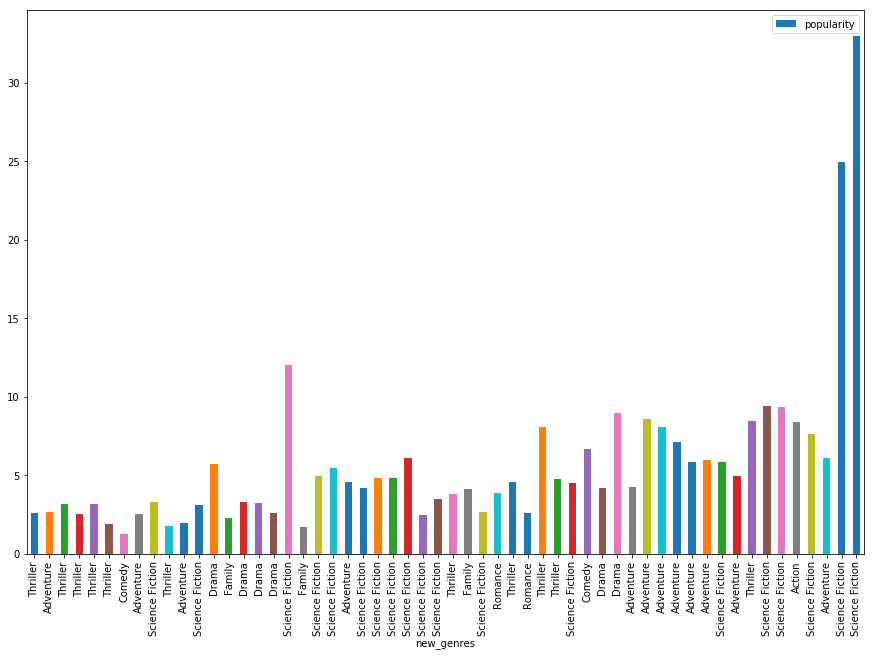 popularity
30
25
20
15
10
5
0
Thriller
Adventure
Thriller
Thriller
Thriller
Thriller
Comedy
Adventure
Science Fiction
Thriller
Adventure
Science Fiction
Drama
Family
Drama
Drama
Drama
Science Fiction
Family
Science Fiction
Science Fiction
Adventure
Science Fiction
Science Fiction
Science Fiction
Science Fiction
Science Fiction
Science Fiction
Thriller
Family
Science Fiction
Romance
Thriller
Romance
Thriller
Thriller
Science Fiction
Comedy
Drama
Drama
Adventure
Adventure
Adventure
Adventure
Adventure
Adventure
Science Fiction
Adventure
Thriller
Science Fiction
Science Fiction
Action
Science Fiction
Adventure
Science Fiction
Science Fiction
new_genres